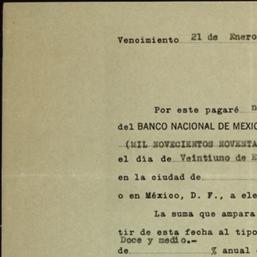 Vencimiento 21 de Enero
Por este pagaré
del BANCO NACIONAL DE MEXIC
(MIL NOVECIENTOS NOVENTA
el día de Veintiuno de E
en la ciudad de
o en México, D. F., a ele
La suma que ampara
tir de esta fecha al tipo
Doce y medio.-
de % anual